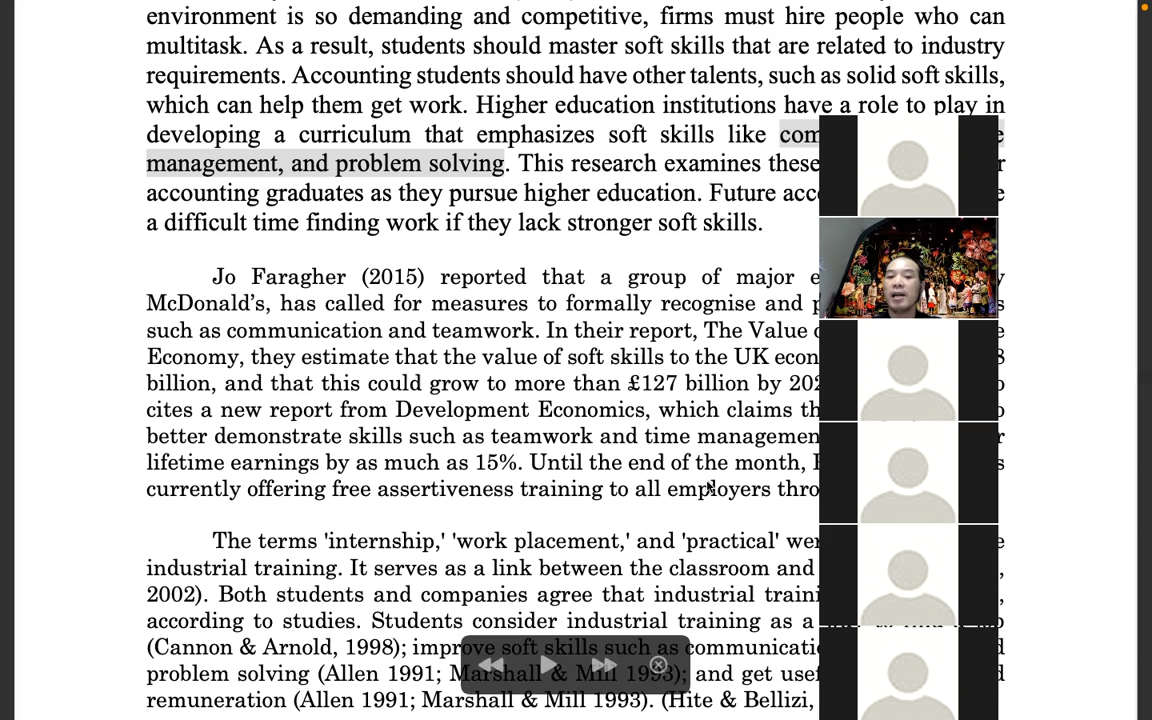 environment is so demanding and competitive, firms must hire people who can
multitask. As a result, students should master soft skills that are related to industry
requirements. Accounting students should have other talents, such as solid soft skills,
which can help them get work. Higher education institutions have a role to play in
developing a curriculum that emphasizes soft skills like
management, and problem solving. This research examines these
accounting graduates as they pursue higher education. Future
a difficult time finding work if they lack stronger soft skills.
Jo Faragher (2015) reported that a group of major
McDonald's, has called for measures to formally recognise and
such as communication and teamwork. In their report, The Value
Economy, they estimate that the value of soft skills to the UK
billion, and that this could grow to more than £127 billion by
cites a new report from Development Economics, which claims
better demonstrate skills such as teamwork and time
lifetime earnings by as much as 15%. Until the end of the month,
currently offering free assertiveness training to all employers
The terms 'internship,' 'work placement,' and 'practical'
industrial training. It serves as a link between the classroom and
2002). Both students and companies agree that industrial
according to studies. Students consider industrial training as a
(Cannon & Arnold, 1998); improve soft skills such as
problem solving (Allen 1991; Marshall & Mill 1993); and get
remuneration (Allen 1991; Marshall & Mill 1993). (Hite & Bellizi,